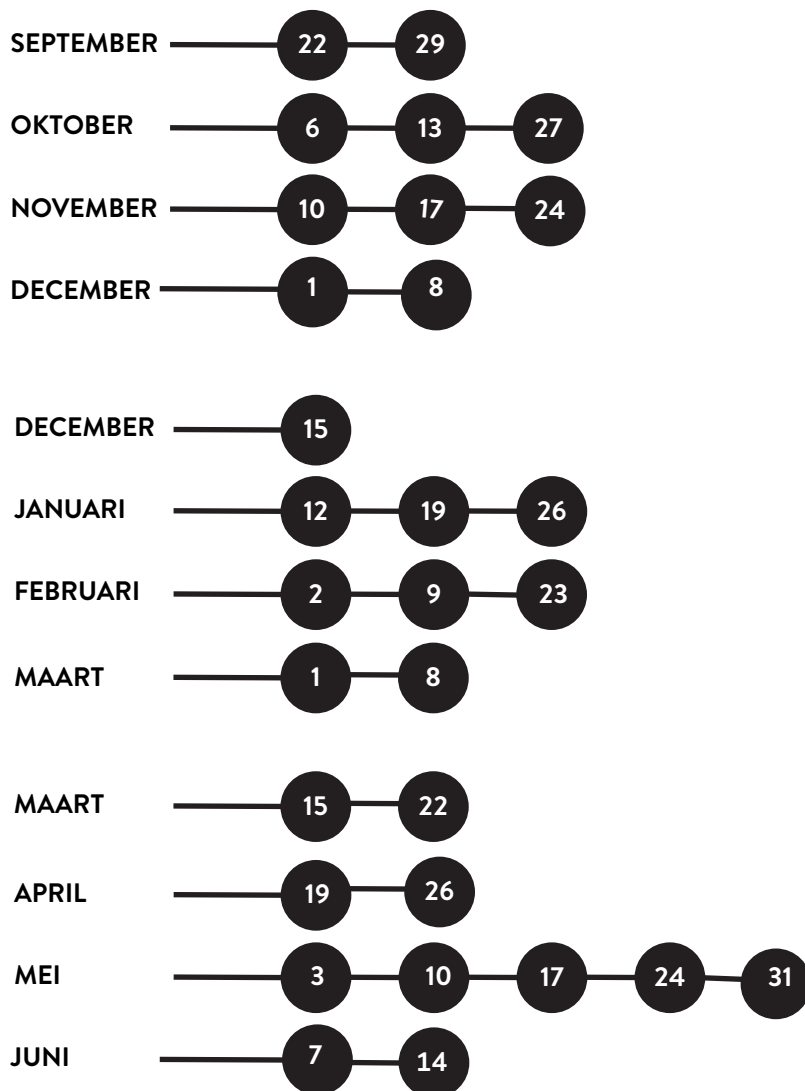 SEPTEMBER 22 29
OKTOBER 6 13 27
NOVEMBER 10 17 24
DECEMBER 1 8
DECEMBER 15
JANUARI 12 19 26
FEBRUARI 2 9 23
MAART 1 8
MAART 15 22
APRIL 19 26
MEI 3 10 17 24 31
JUNI 7 14